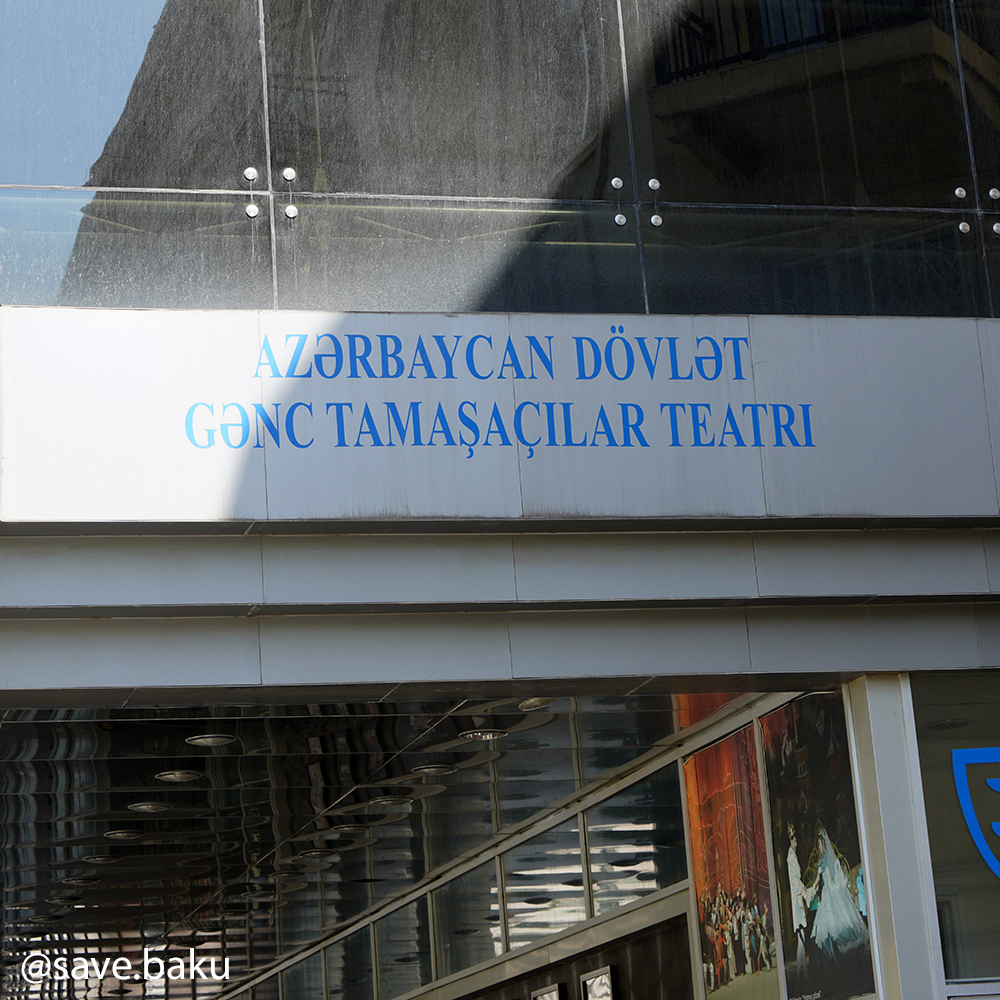 AZƏRBAYCAN DÖVLƏT
GƏNC TAMAŞAÇILAR TEATRI
@save.baku